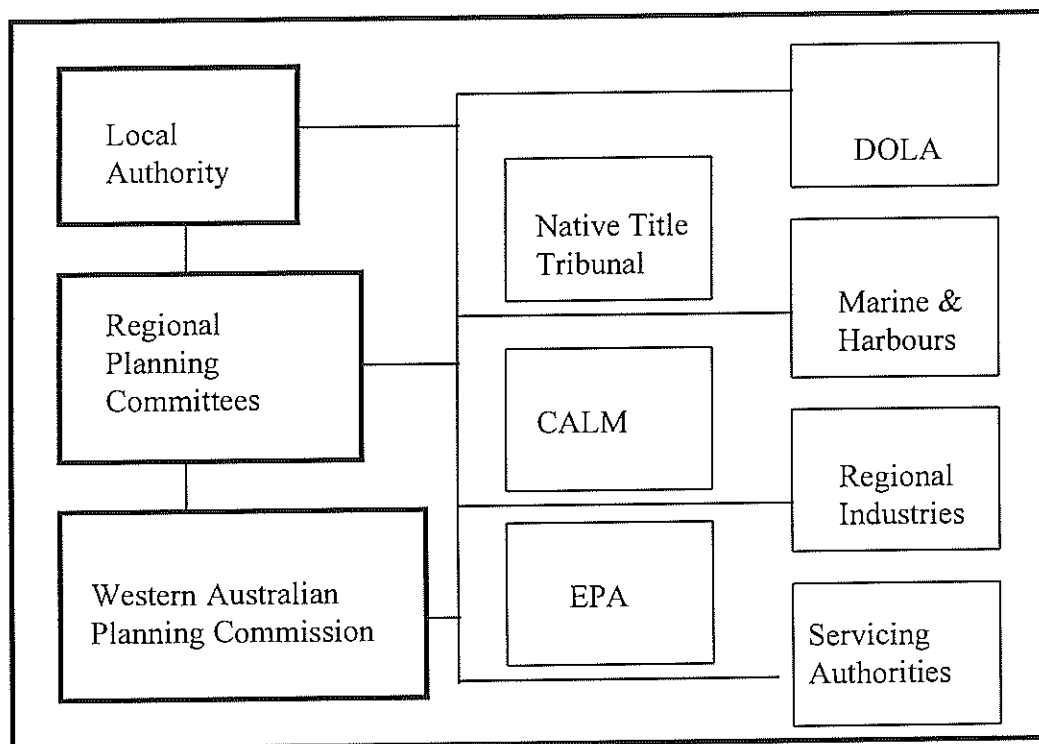 Local
Authority
Regional
Planning
Committees
Western Australian
Planning Commission
Native Title
Tribunal
CALM
EPA
DOLA
Marine &
Harbours
Regional
Industries
Servicing
Authorities